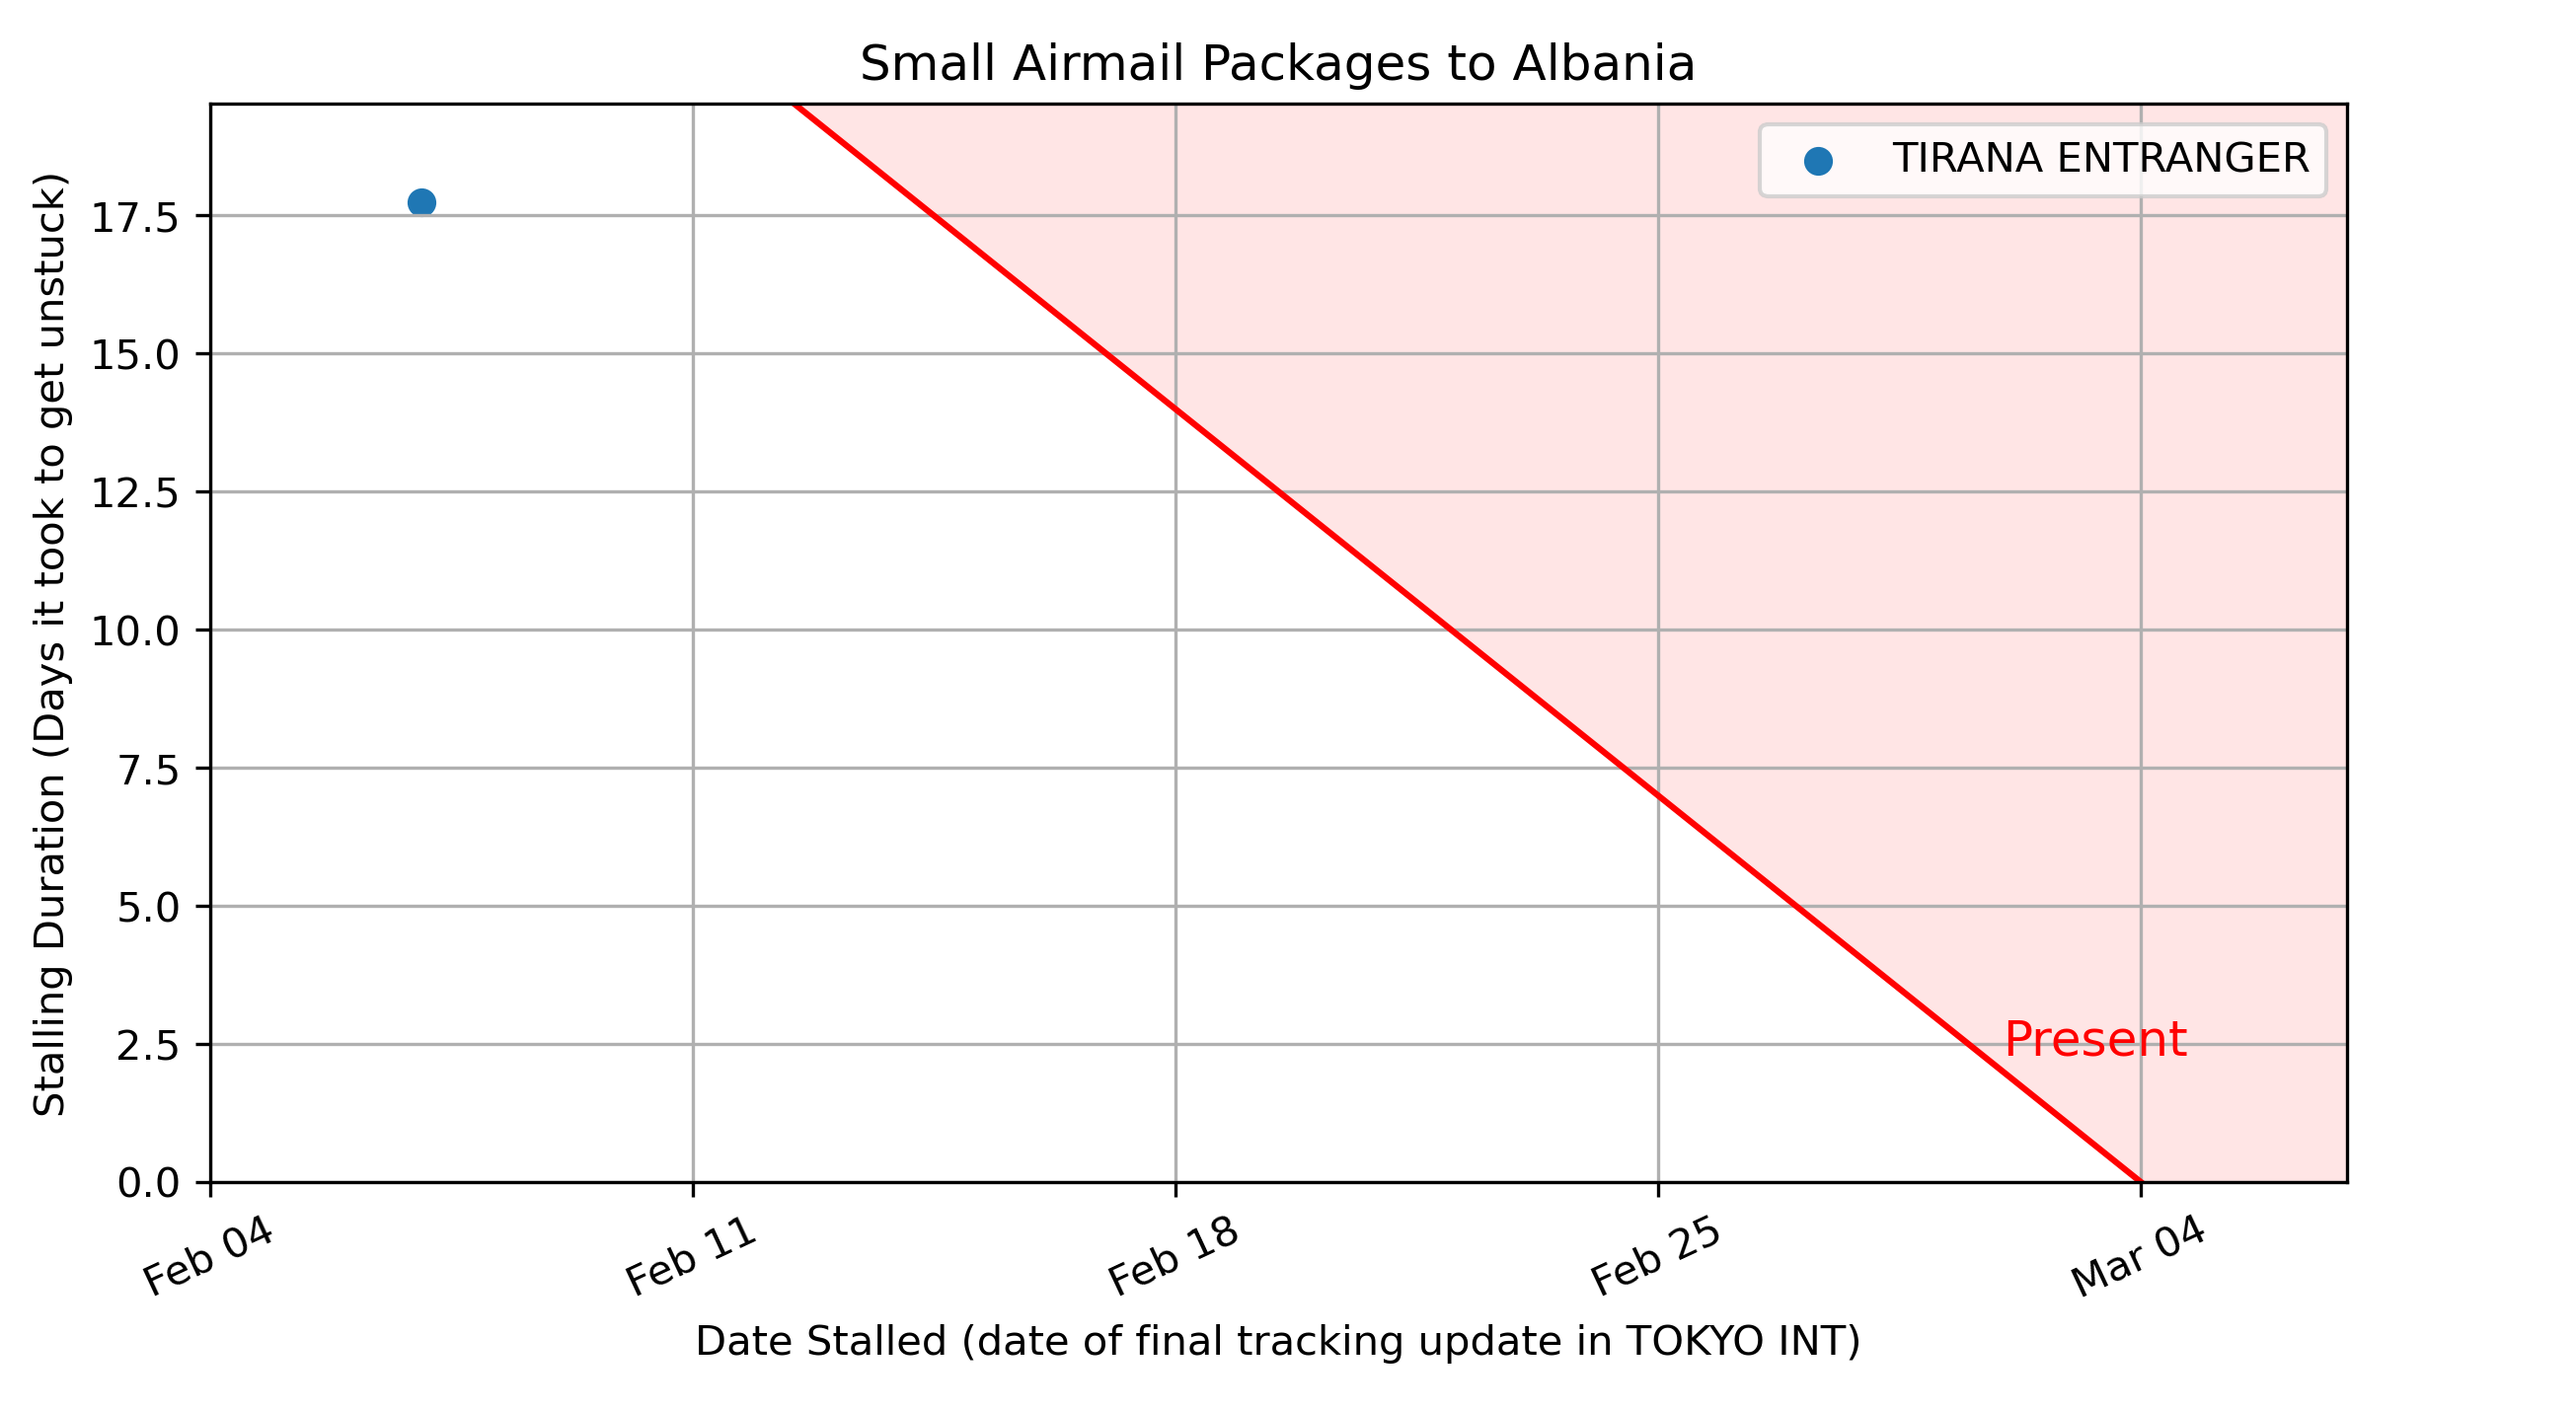 Small Airmail Packages to Albania
TIRANA ENTRANGER
Stalling Duration (Days it took to get unstuck)
17.5
15.0
12.5
10.0
7.5
5.0
2.5
0.0
Present
Feb 04
Feb 11
Feb 18
Feb 25
Mar 04
Date Stalled (date of final tracking update in TOKYO INT)